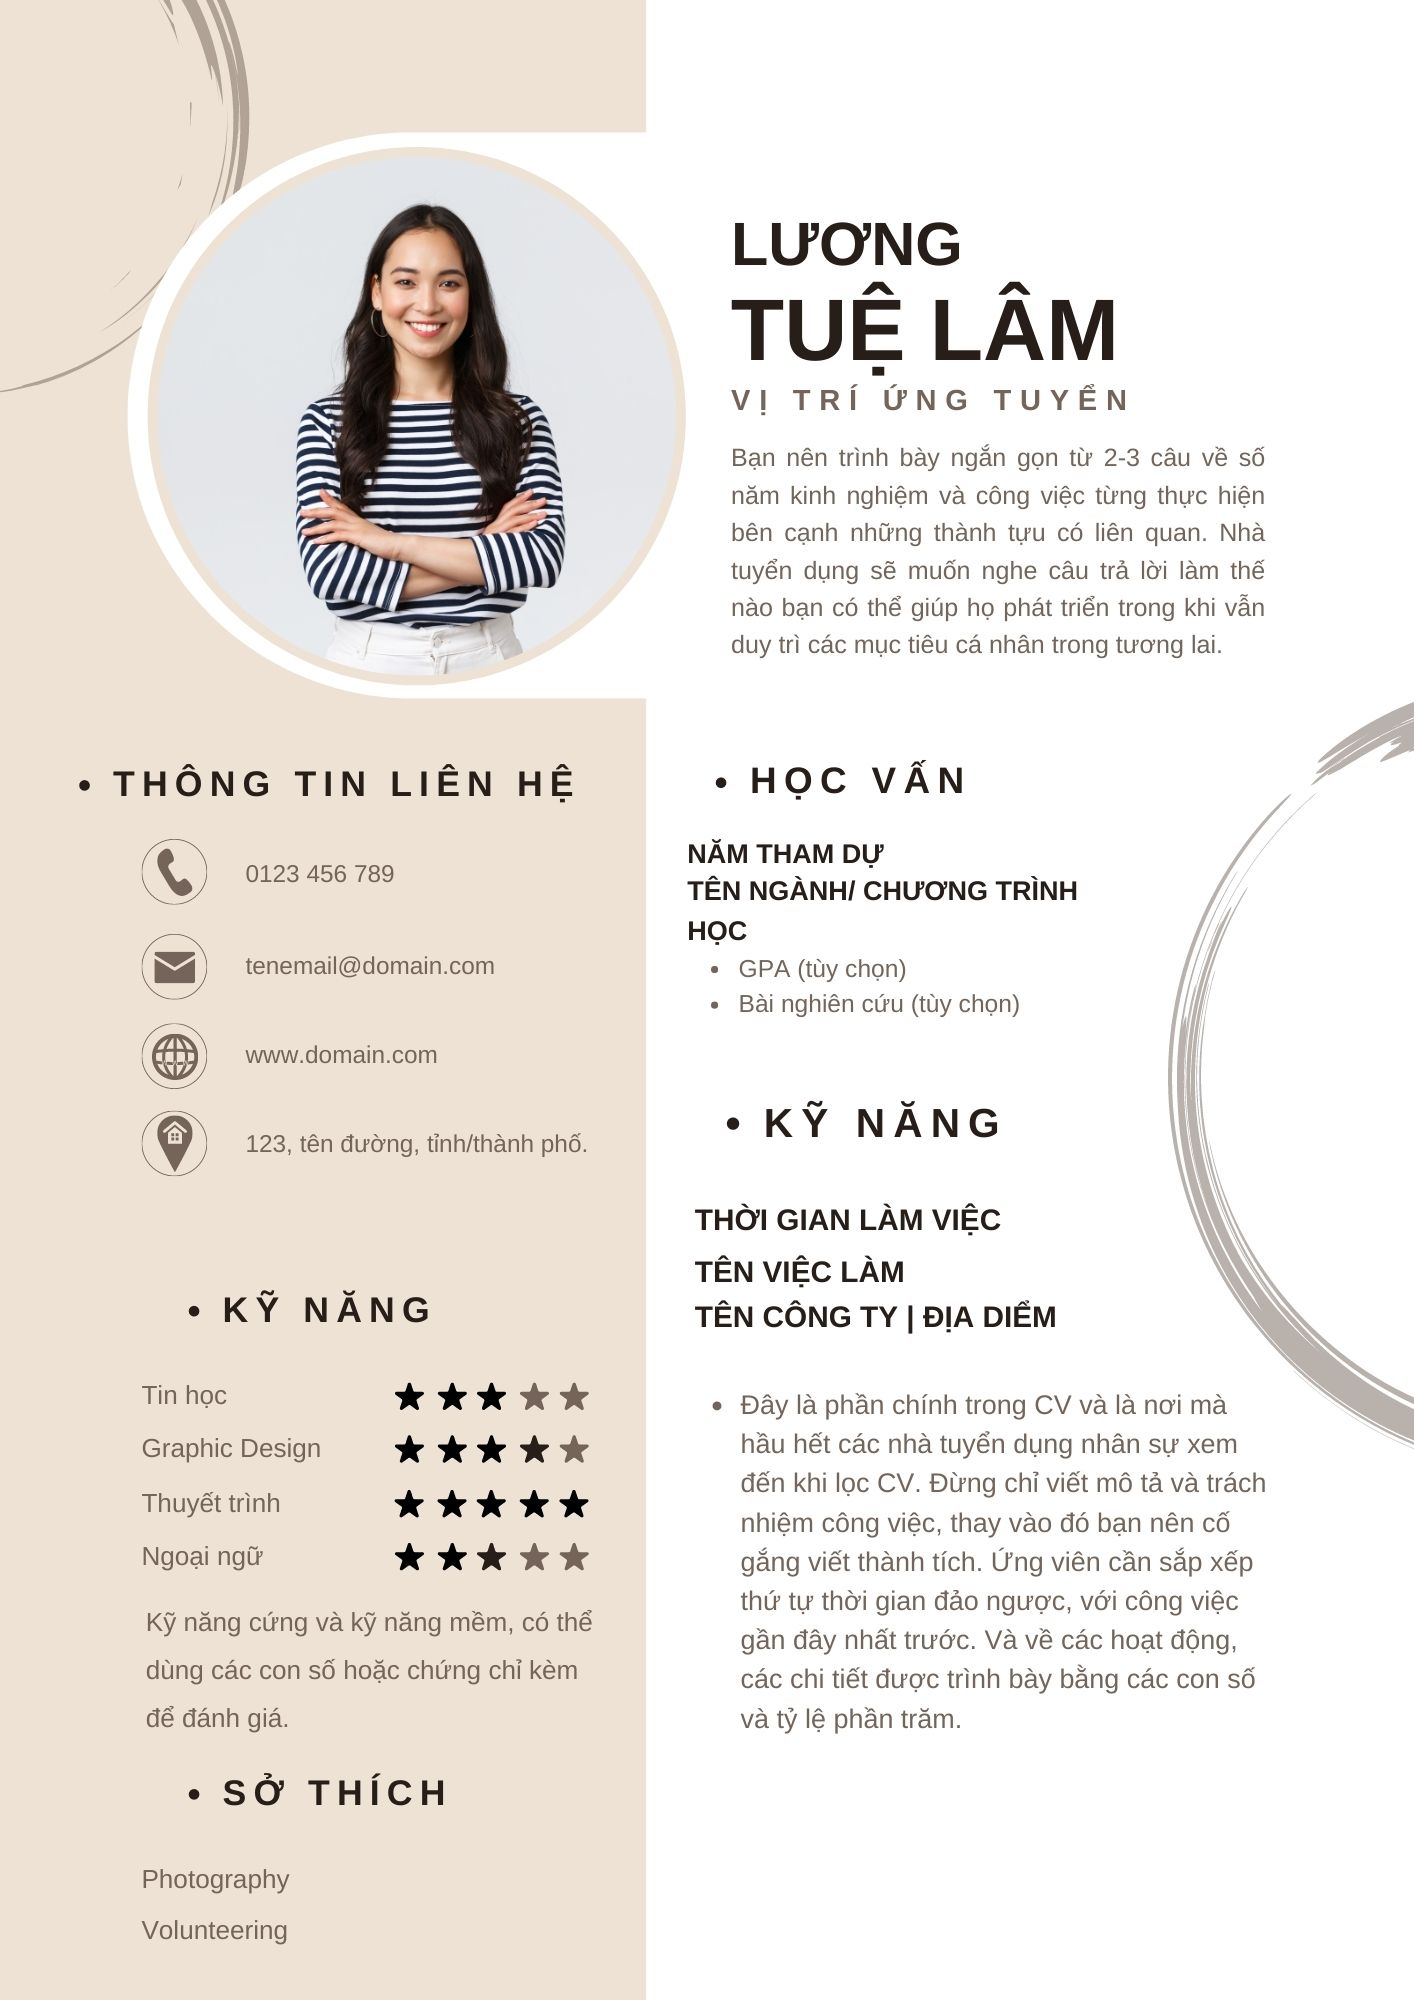 LƯƠNG
TUỆ LÂM
VỊ TRÍ ỨNG TUYỂN
Bạn nên trình bày ngắn gọn từ 2-3 câu về số
năm kinh nghiệm và công việc từng thực hiện
bên cạnh những thành tựu có liên quan. Nhà
tuyển dụng sẽ muốn nghe câu trả lời làm thế
nào bạn có thể giúp họ phát triển trong khi vẫn
duy trì các mục tiêu cá nhân trong tương lai.
• THÔNG TIN LIÊN HỆ
0123 456 789
tenemail@domain.com
www.domain.com
123, tên đường, tỉnh/thành phố.
• KỸ NĂNG
Tin học
Graphic Design
Thuyết trình
Ngoại ngữ
Kỹ năng cứng và kỹ năng mềm, có thể
dùng các con số hoặc chứng chỉ kèm
để đánh giá.
• SỞ THÍCH
Photography
Volunteering
• HỌC VẤN
NĂM THAM DỰ
TÊN NGÀNH/ CHƯƠNG TRÌNH
HỌC
• GPA (tùy chọn)
• Bài nghiên cứu (tùy chọn)
• KỸ NĂNG
THỜI GIAN LÀM VIỆC
TÊN VIỆC LÀM
TÊN CÔNG TY | ĐỊA DIỂM
• Đây là phần chính trong CV và là nơi mà
hầu hết các nhà tuyển dụng nhân sự xem
đến khi lọc CV. Đừng chỉ viết mô tả và trách
nhiệm công việc, thay vào đó bạn nên cố
gắng viết thành tích. Ứng viên cần sắp xếp
thứ tự thời gian đảo ngược, với công việc
gần đây nhất trước. Và về các hoạt động,
các chi tiết được trình bày bằng các con số
và tỷ lệ phần trăm.